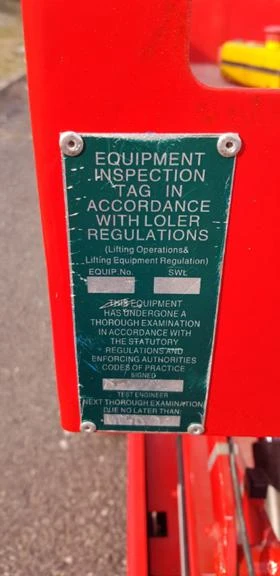 EQUIPMENT
INSPECTION
TAG IN
ACCORDANCE
WITH LOLER
REGULATIONS
(Lifting Operations&
Lifting Equipment Regulation)
EQUIP.No. SWL
THIS EQUIPMENT
HAS UNDERGONE A
THOROUGH EXAMINATION
IN ACCORDANCE WITH
THE STATUTORY
REGULATIONS AND
ENFORCING AUTHORITIES
CODES OF PRACTICE
SIGNED
TEST ENGINEER
NEXT THOROUGH EXAMINATION
DUE NO LATER THAN: